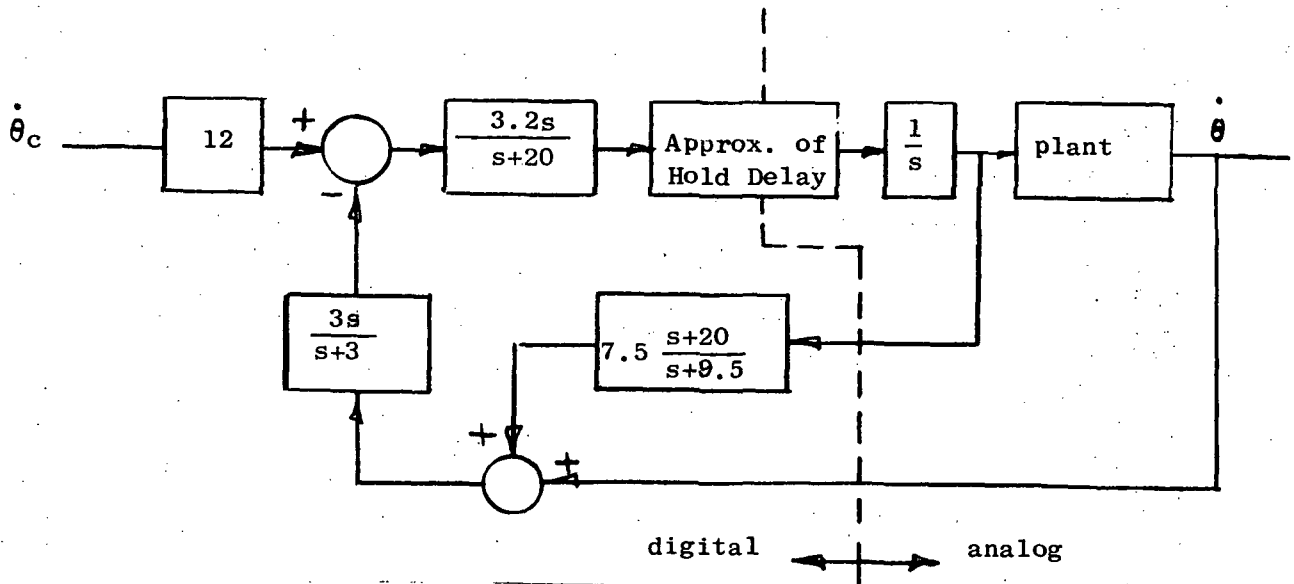 θ̇c
12
+
-
3.2s
s+20
Approx. of
Hold Delay
1
s
plant
θ̇
3s
s+3
7.5 s+20
s+9.5
+
+
digital
analog